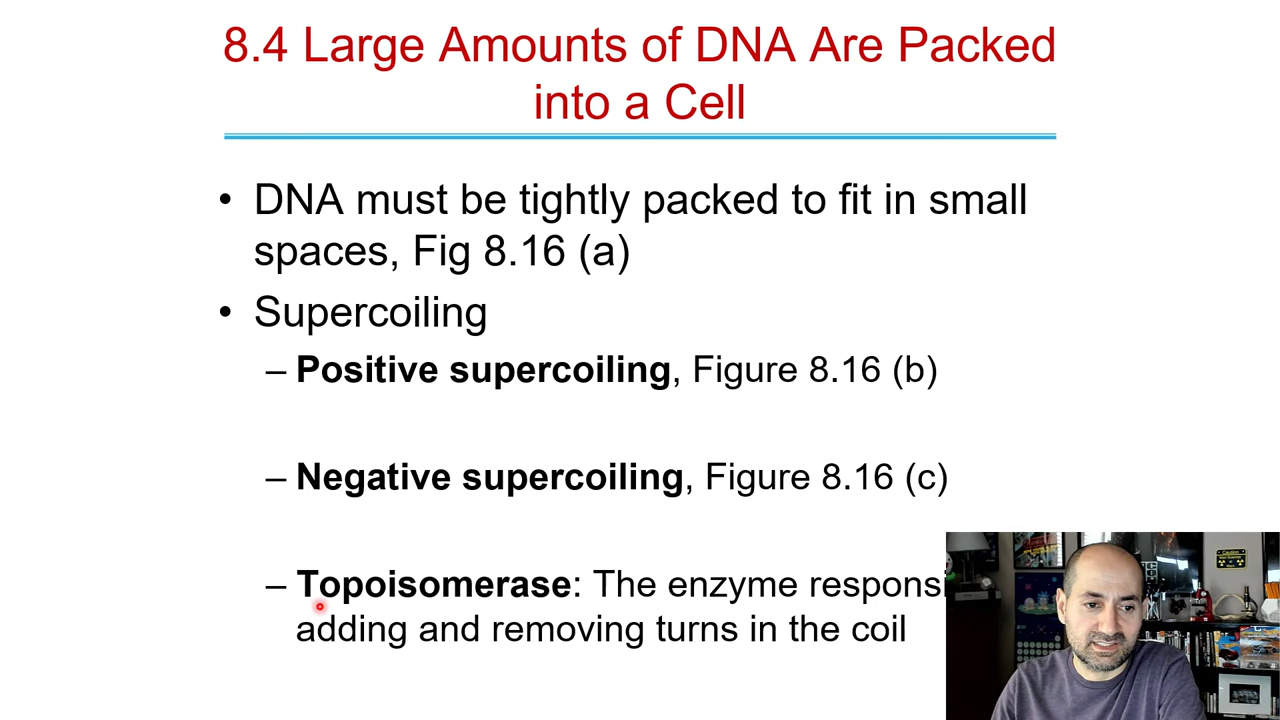 8.4 Large Amounts of DNA Are Packed
into a Cell
• DNA must be tightly packed to fit in small
spaces, Fig 8.16 (a)
• Supercoiling
– Positive supercoiling, Figure 8.16 (b)
– Negative supercoiling, Figure 8.16 (c)
– Topoisomerase: The enzyme
adding and removing turns in the coil